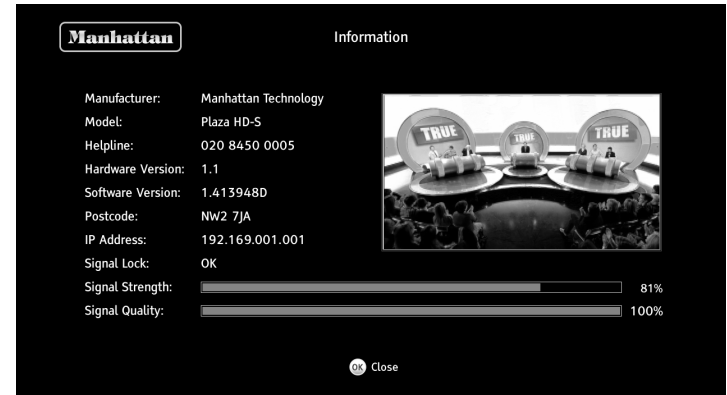 Manhattan
Information
Manufacturer: Manhattan Technology
Model: Plaza HD-S
Helpline: 020 8450 0005
Hardware Version: 1.1
Software Version: 1.413948D
Postcode: NW2 7JA
IP Address: 192.169.001.001
Signal Lock: OK
Signal Strength: 81%
Signal Quality: 100%
TRUE TRUE TRUE
OK Close